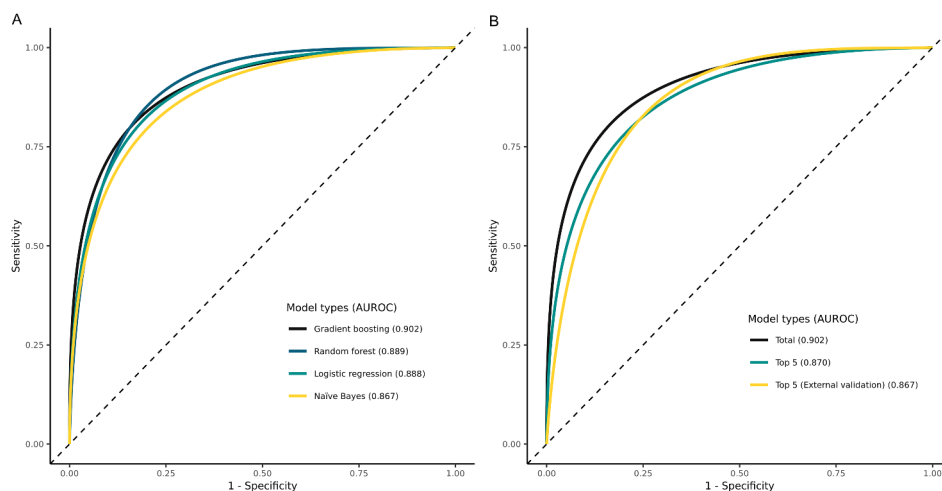 A
1.00
0.75
0.50
0.25
0.00
Sensitivity
Model types (AUROC)
Gradient boosting (0.902)
Random forest (0.889)
Logistic regression (0.888)
Naïve Bayes (0.867)
0.00 0.25 0.50 0.75 1.00
1 - Specificity
B
1.00
0.75
0.50
0.25
0.00
Sensitivity
Model types (AUROC)
Total (0.902)
Top 5 (0.870)
Top 5 (External validation) (0.867)
0.00 0.25 0.50 0.75 1.00
1 - Specificity